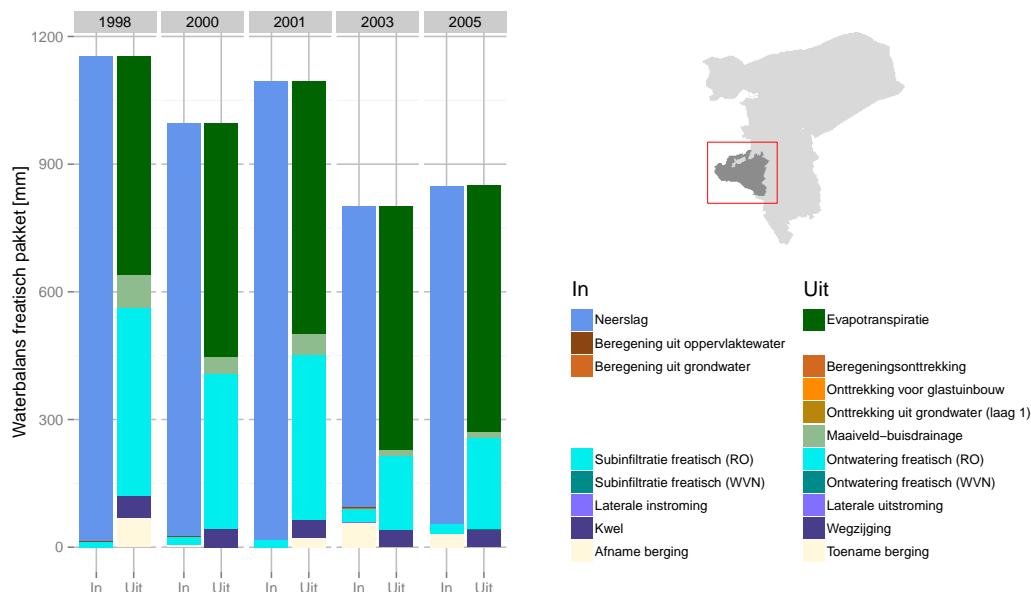 1998 2000 2001 2003 2005
Waterbalans freatisch pakket [mm]
1200
900
600
300
0
In Uit In Uit In Uit In Uit In Uit
In
Neerslag
Beregening uit oppervlaktewater
Beregening uit grondwater
Subinfiltratie freatisch (RO)
Subinfiltratie freatisch (WVN)
Laterale instroming
Kwel
Afname berging
Uit
Evapotranspiratie
Beregeningsonttrekking
Onttrekking voor glastuinbouw
Onttrekking uit grondwater (laag 1)
Maaiveld−buisdrainage
Ontwatering freatisch (RO)
Ontwatering freatisch (WVN)
Laterale uitstroming
Wegzijging
Toename berging